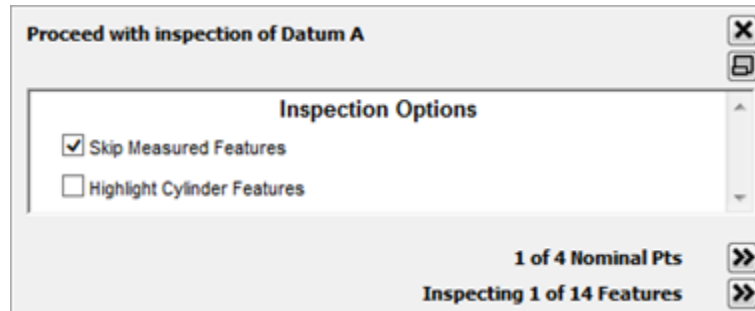 Proceed with inspection of Datum A
Inspection Options
Skip Measured Features
Highlight Cylinder Features
1 of 4 Nominal Pts
Inspecting 1 of 14 Features